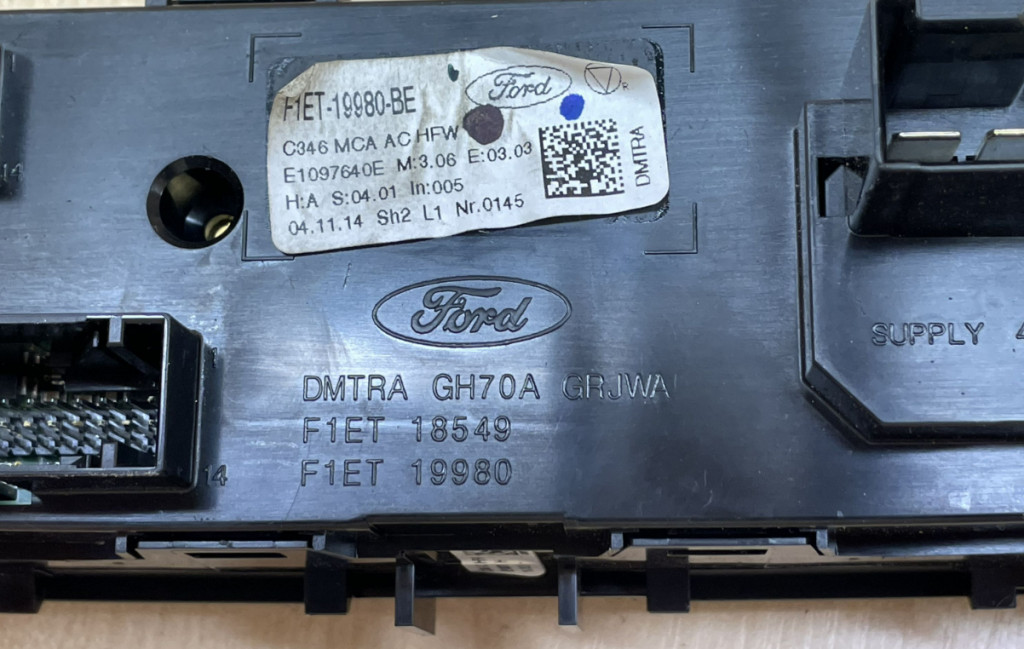 F1ET-19980-BE
Ford
C346 MCA AC HFW
E1097640E M:3.06 E:03.03
H:A S:04.01 In:005
04.11.14 Sh2 L1 Nr.0145
DMTRA
14
Ford
SUPPLY 4
DMTRA GH70A GRJWA
F1ET 18549
F1ET 19980
14